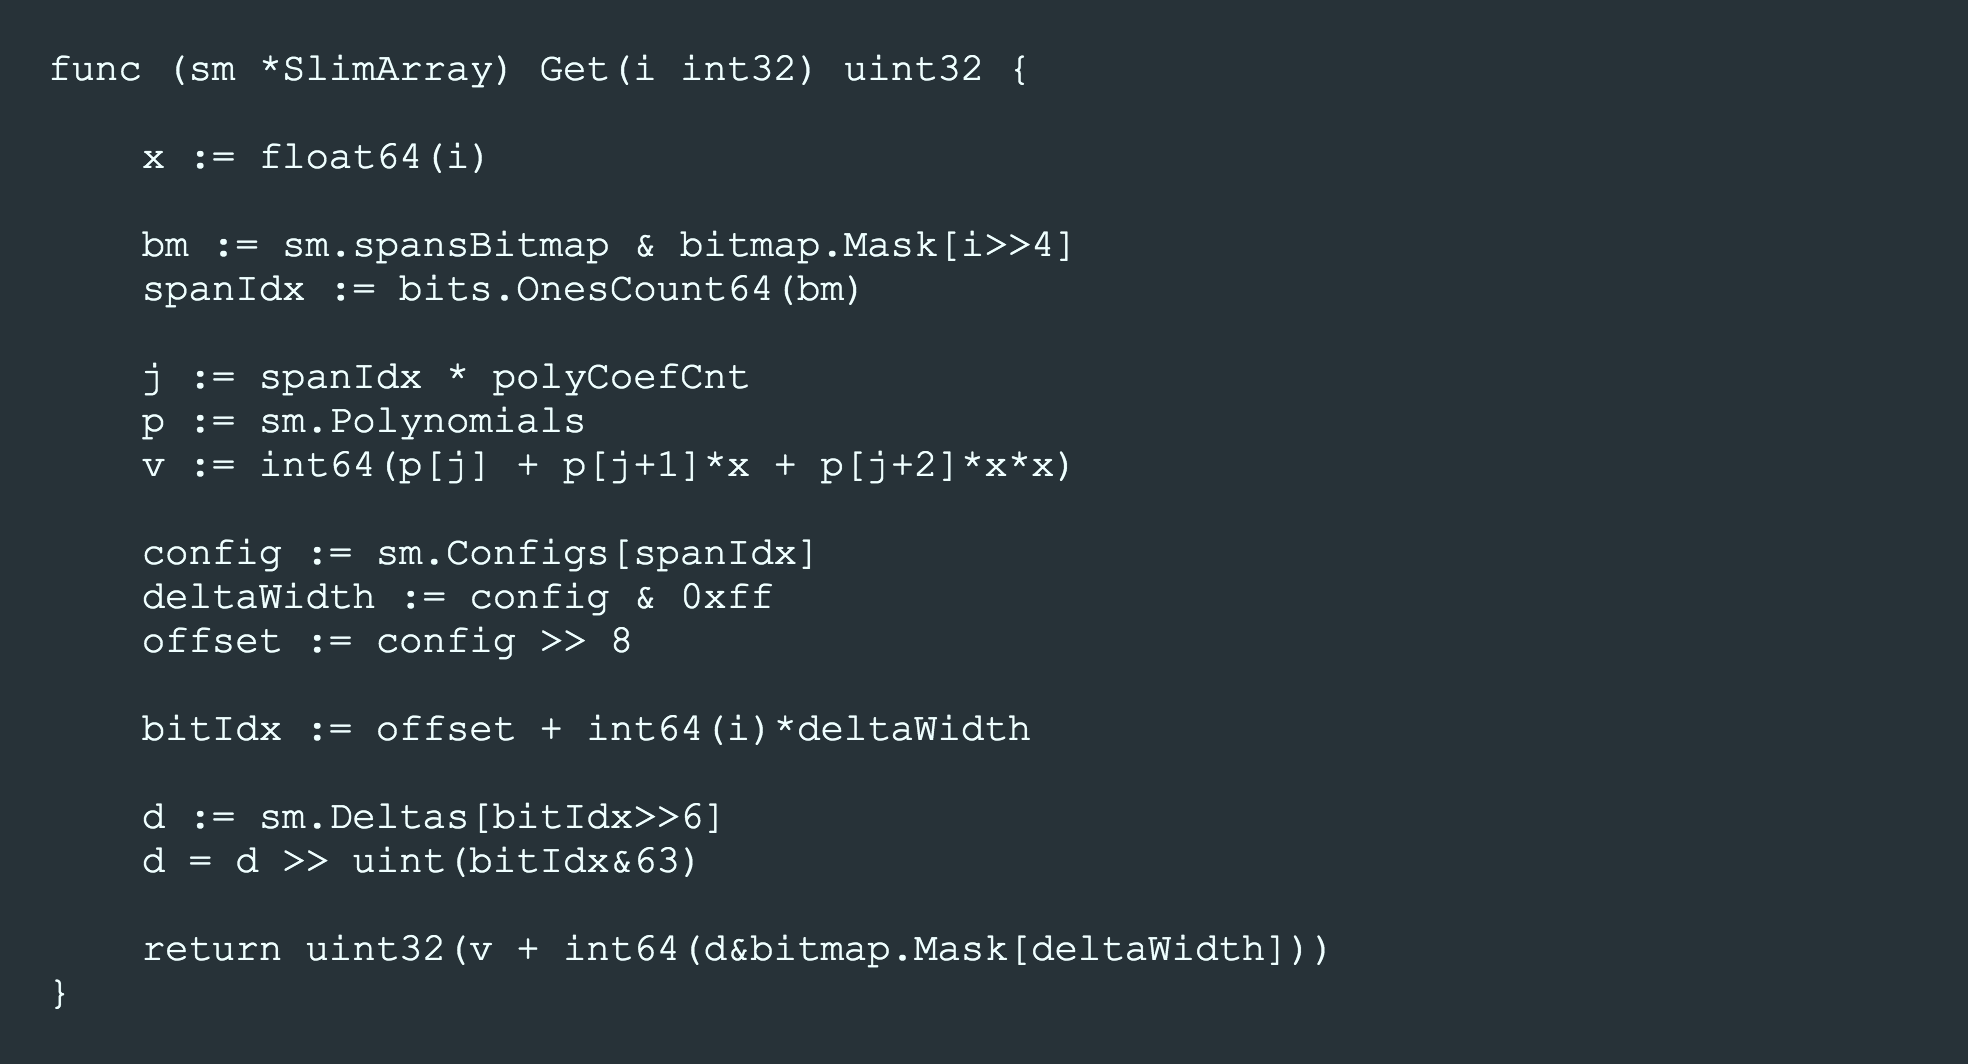 func (sm *SlimArray) Get(i int32) uint32 {
x := float64(i)
bm := sm.spansBitmap & bitmap.Mask[i>>4]
spanIdx := bits.OnesCount64(bm)
j := spanIdx * polyCoefCnt
p := sm.Polynomials
v := int64(p[j] + p[j+1]*x + p[j+2]*x*x)
config := sm.Configs[spanIdx]
deltaWidth := config & 0xff
offset := config >> 8
bitIdx := offset + int64(i)*deltaWidth
d := sm.Deltas[bitIdx>>6]
d = d >> uint(bitIdx&63)
return uint32(v + int64(d&bitmap.Mask[deltaWidth]))
}